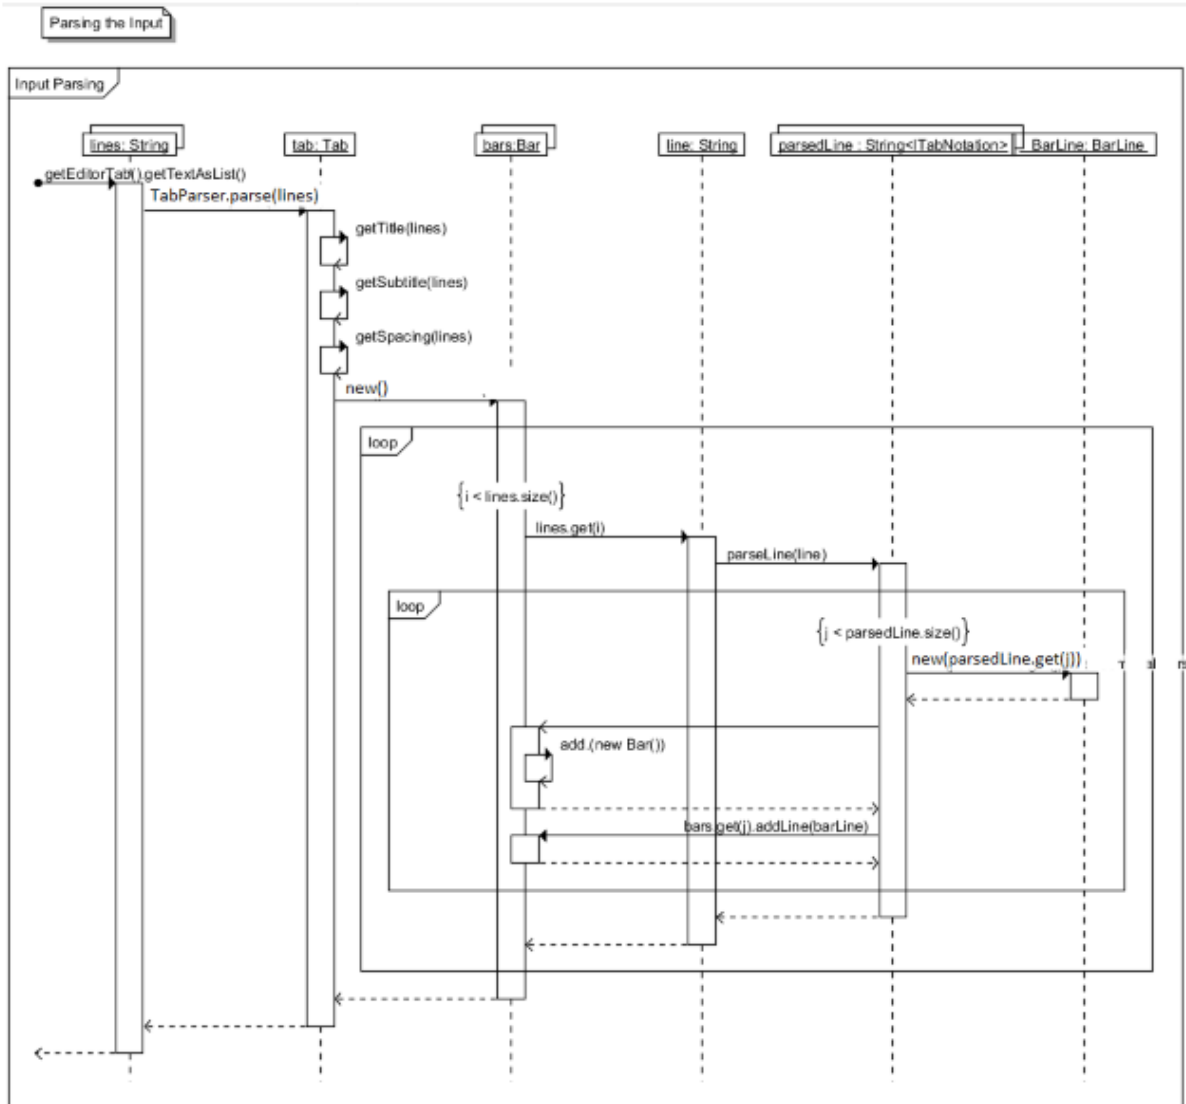 Parsing the Input
Input Parsing
lines: String
tab: Tab
bars:Bar
line: String
parsedLine : String<ITabNotation>
BarLine: BarLine
getEditorTab().getTextAsList()
TabParser.parse(lines)
getTitle(lines)
getSubtitle(lines)
getSpacing(lines)
new()
loop
{i < lines.size()}
lines.get(i)
parseLine(line)
loop
{j < parsedLine.size()}
new(parsedLine.get(j))
add.(new Bar())
bars.get(j).addLine(barLine)